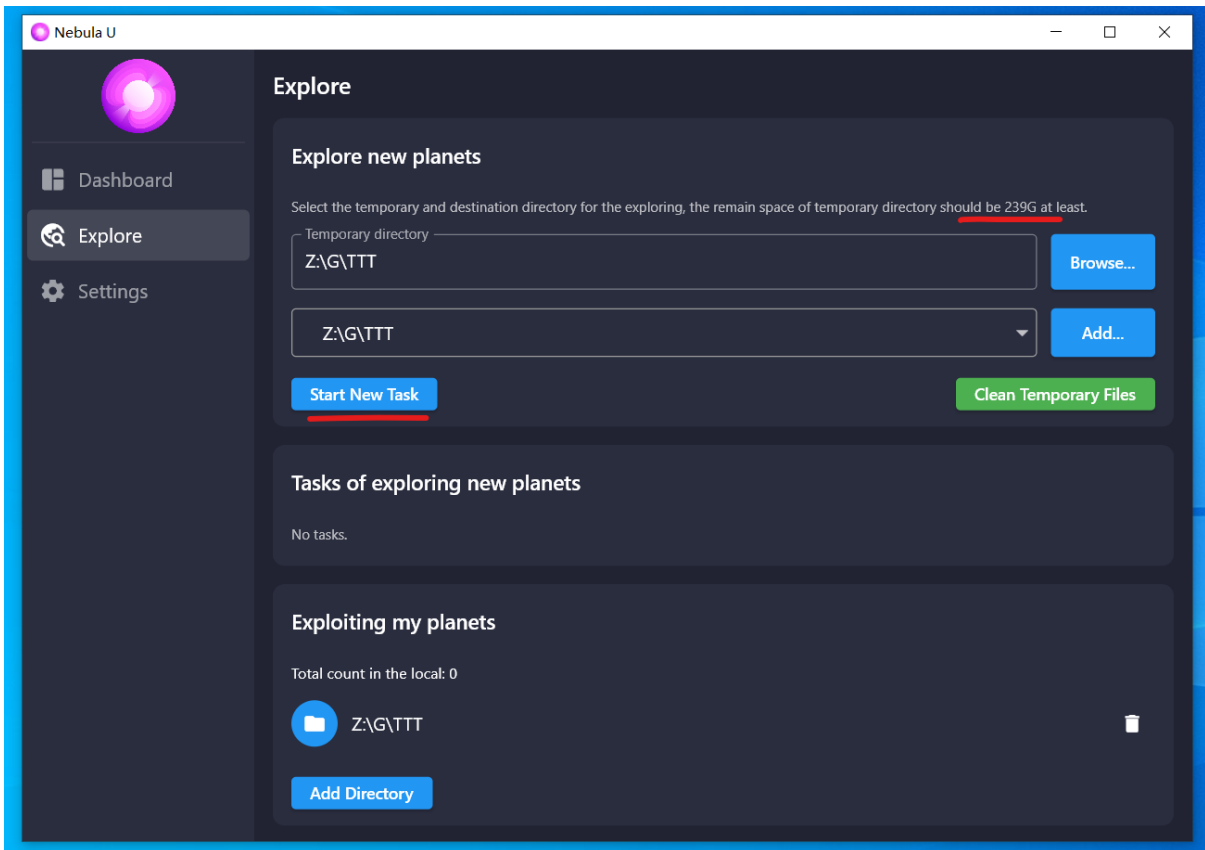 Nebula U
Dashboard
Explore
Settings
Explore
Explore new planets
Select the temporary and destination directory for the exploring, the remain space of temporary directory should be 239G at least.
Temporary directory
Z:\G\TTT
Browse...
Z:\G\TTT
Add...
Start New Task
Clean Temporary Files
Tasks of exploring new planets
No tasks.
Exploiting my planets
Total count in the local: 0
Z:\G\TTT
Add Directory